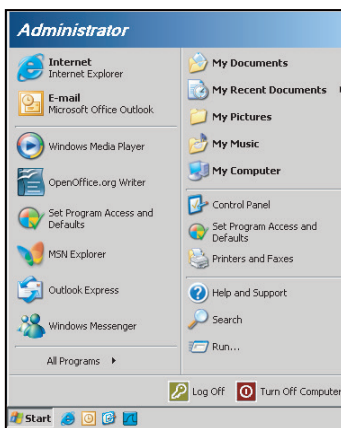 Administrator
Internet
Internet Explorer
E-mail
Microsoft Office Outlook
Windows Media Player
OpenOffice.org Writer
Set Program Access and
Defaults
MSN Explorer
Outlook Express
Windows Messenger
All Programs
My Documents
My Recent Documents
My Pictures
My Music
My Computer
Control Panel
Set Program Access and
Defaults
Printers and Faxes
Help and Support
Search
Run...
Log Off
Turn Off Computer
Start